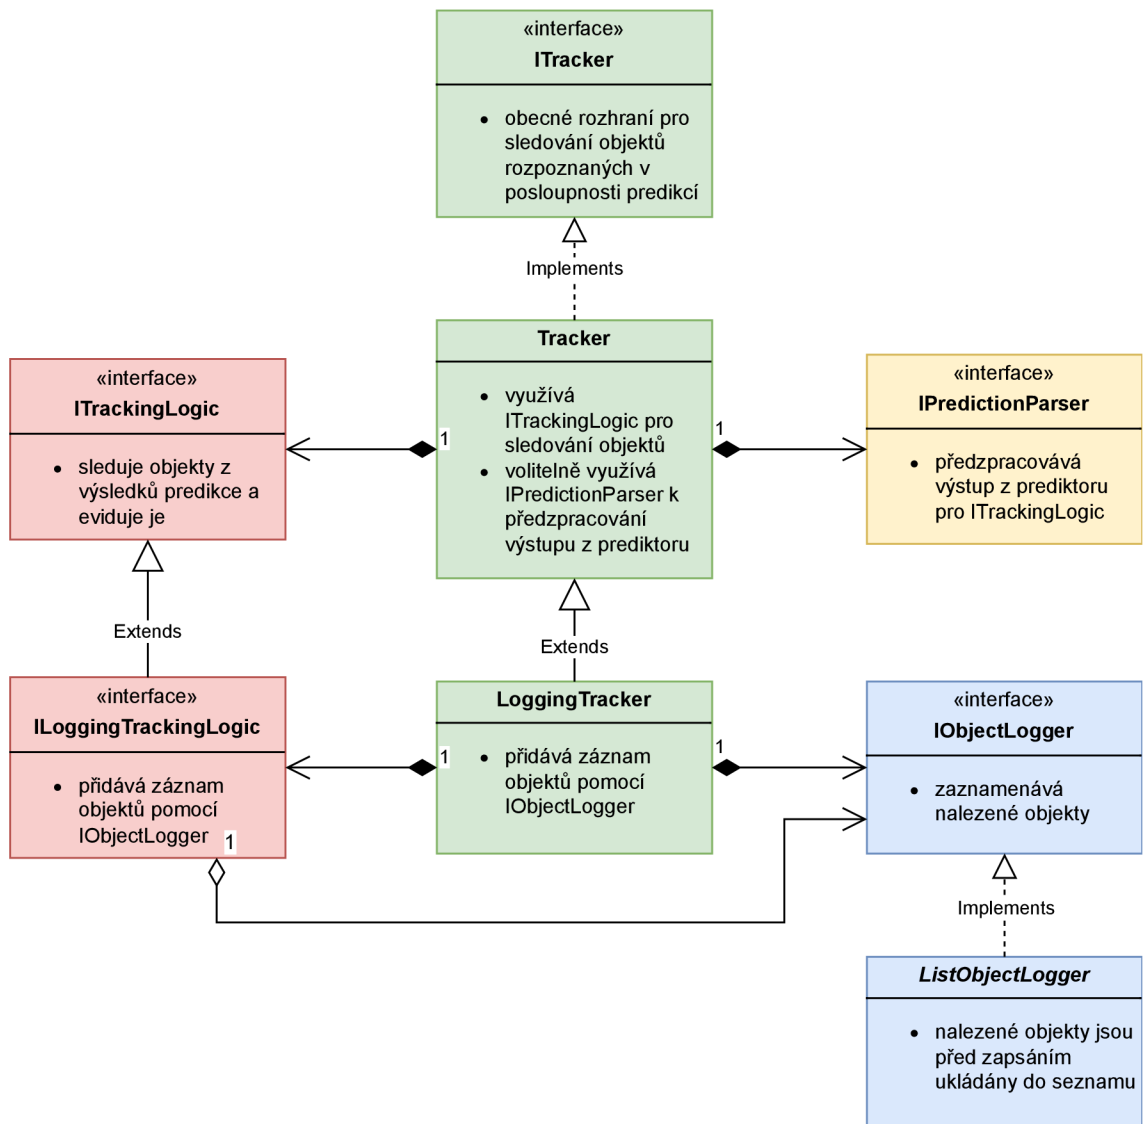 «interface»
ITracker
• obecné rozhraní pro
sledování objektů
rozpoznaných v
posloupnosti predikcí
Implements
Tracker
• využívá
ITrackingLogic pro
sledování objektů
• volitelně využívá
IPredictionParser k
předzpracování
výstupu z prediktoru
1
1
«interface»
ITrackingLogic
• sleduje objekty z
výsledků predikce a
eviduje je
«interface»
IPredictionParser
• předzpracovává
výstup z prediktoru
pro ITrackingLogic
Extends
Extends
«interface»
ILoggingTrackingLogic
• přidává záznam
objektů pomocí
IObjectLogger
1
LoggingTracker
• přidává záznam
objektů pomocí
IObjectLogger
1
1
«interface»
IObjectLogger
• zaznamenává
nalezené objekty
Implements
ListObjectLogger
• nalezené objekty jsou
před zapsáním
ukládány do seznamu